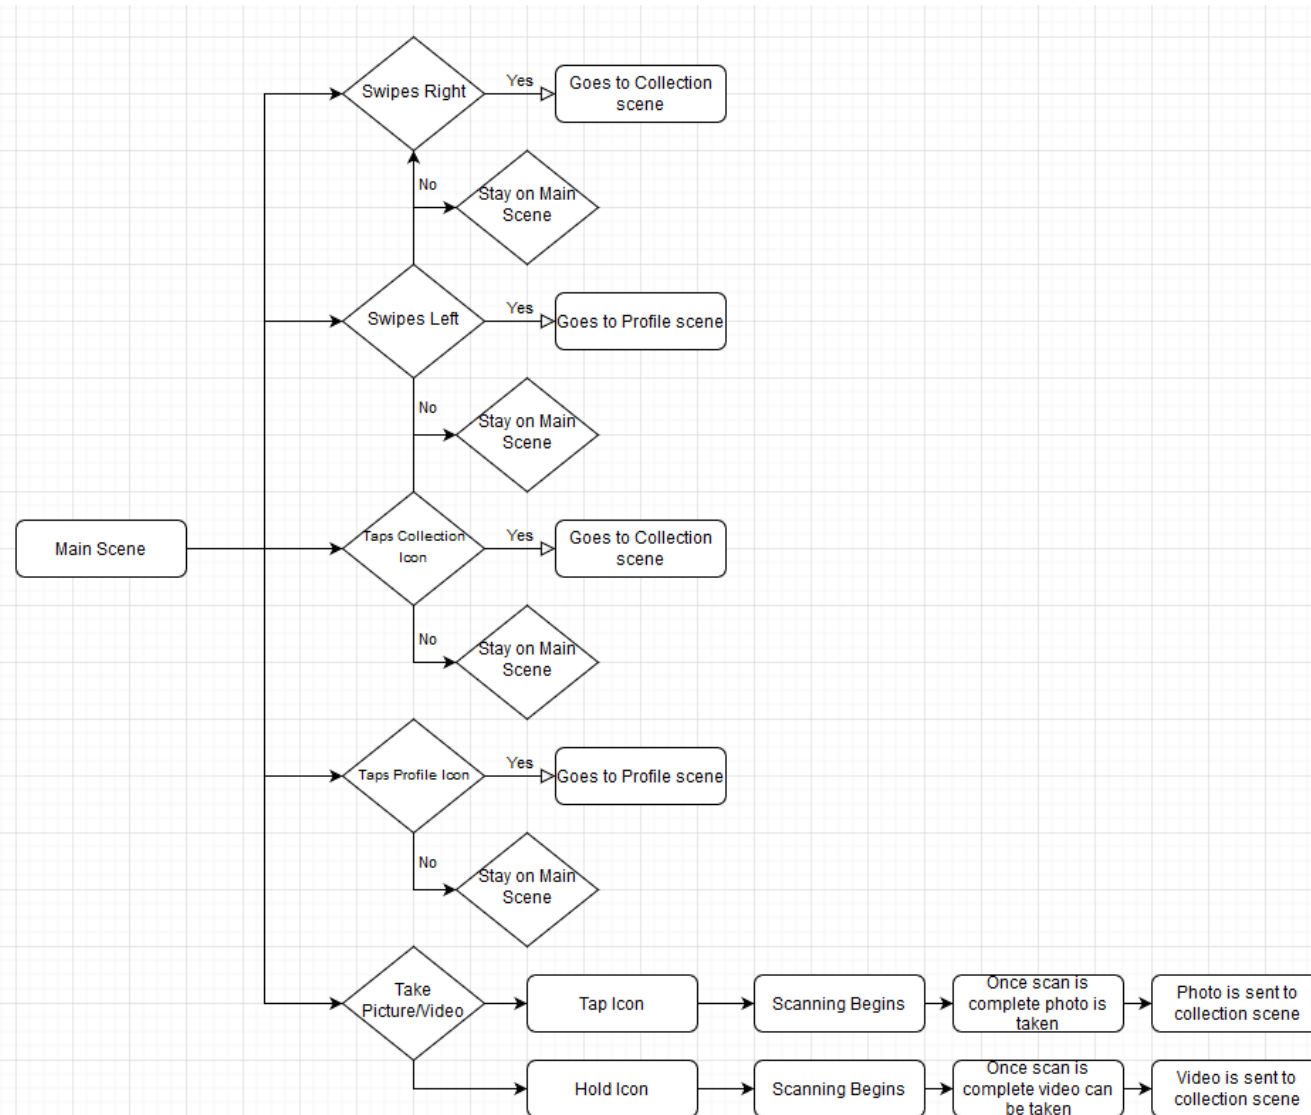 Swipes Right
Yes
Goes to Collection
scene
No
Stay on Main
Scene
Swipes Left
Yes
Goes to Profile scene
No
Stay on Main
Scene
Main Scene
Taps Collection
Icon
Yes
Goes to Collection
scene
No
Stay on Main
Scene
Taps Profile Icon
Yes
Goes to Profile scene
No
Stay on Main
Scene
Take
Picture/Video
Tap Icon
Scanning Begins
Once scan is
complete photo is
taken
Photo is sent to
collection scene
Hold Icon
Scanning Begins
Once scan is
complete video can
be taken
Video is sent to
collection scene